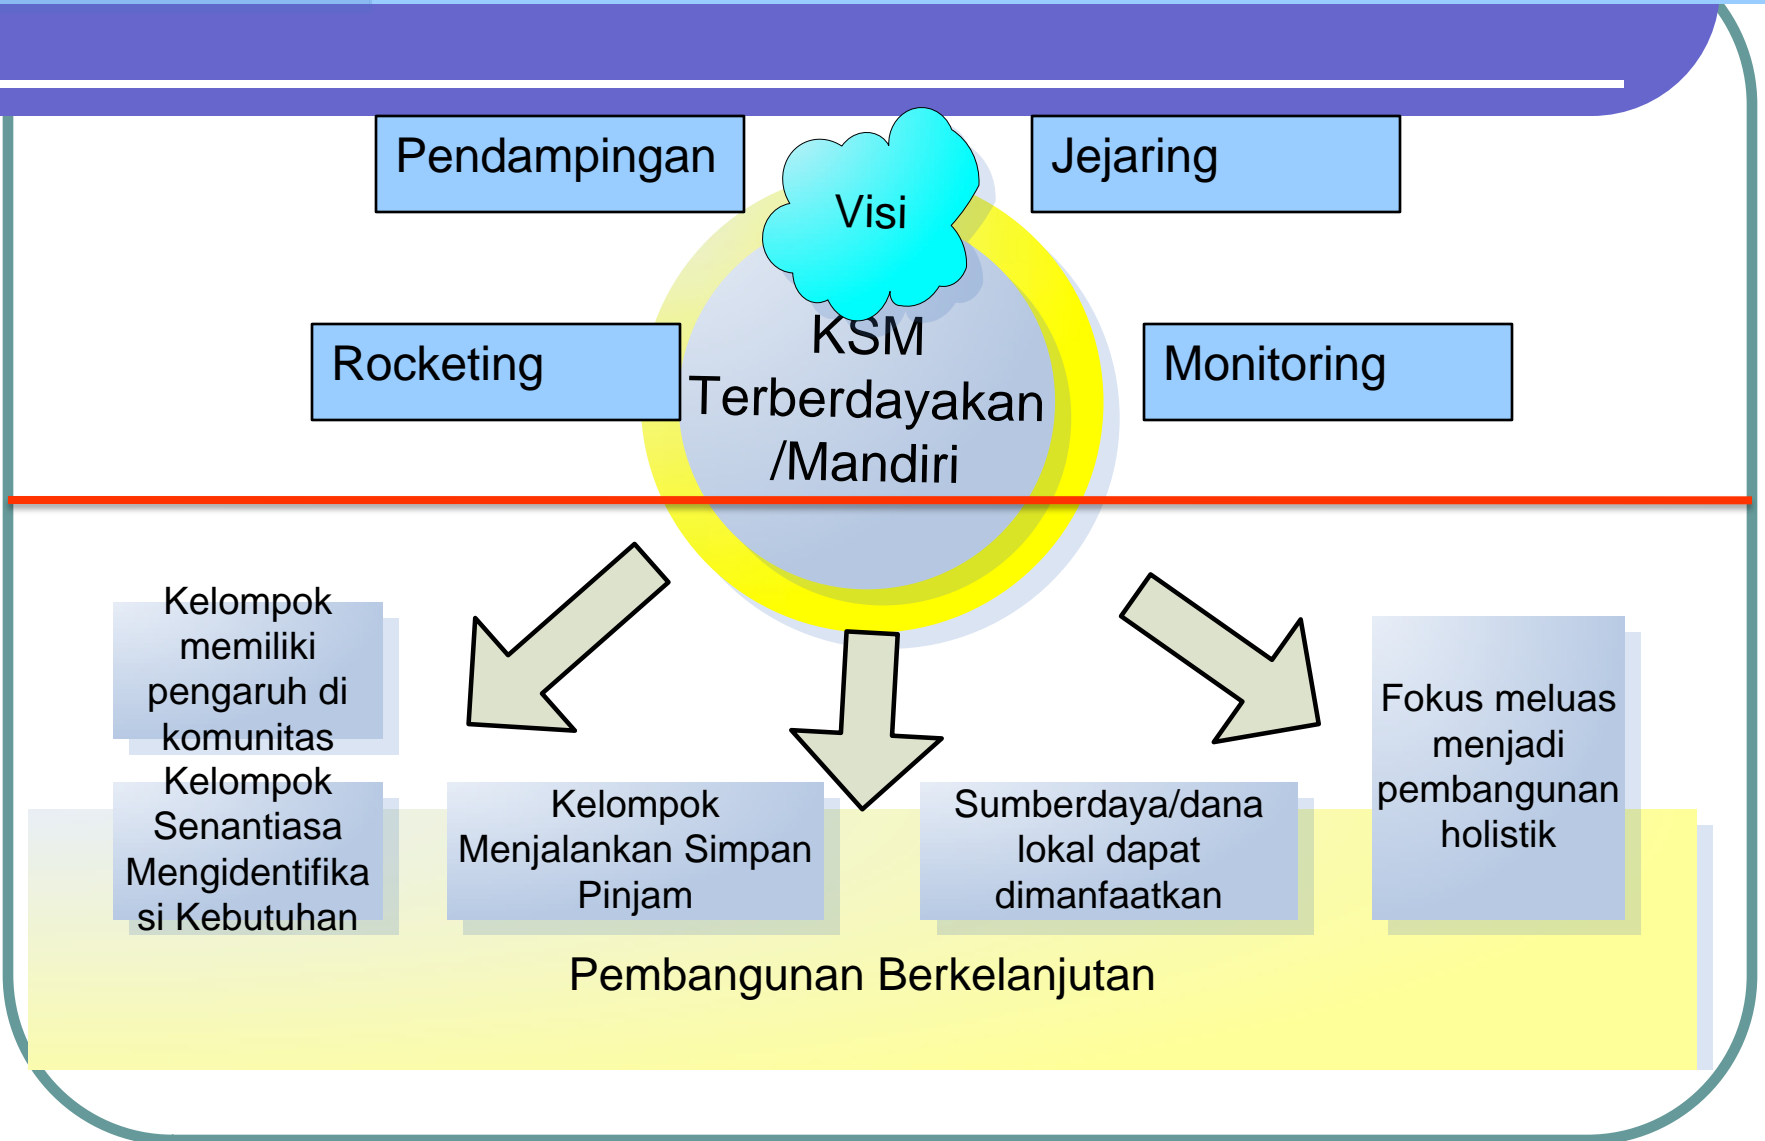 Pendampingan
Visi
Jejaring
Rocketing
KSM
Terberdayakan
/Mandiri
Monitoring
Kelompok
memiliki
pengaruh di
komunitas
Kelompok
Senantiasa
Mengidentifika
si Kebutuhan
Kelompok
Menjalankan Simpan
Pinjam
Sumberdaya/dana
lokal dapat
dimanfaatkan
Fokus meluas
menjadi
pembangunan
holistik
Pembangunan Berkelanjutan